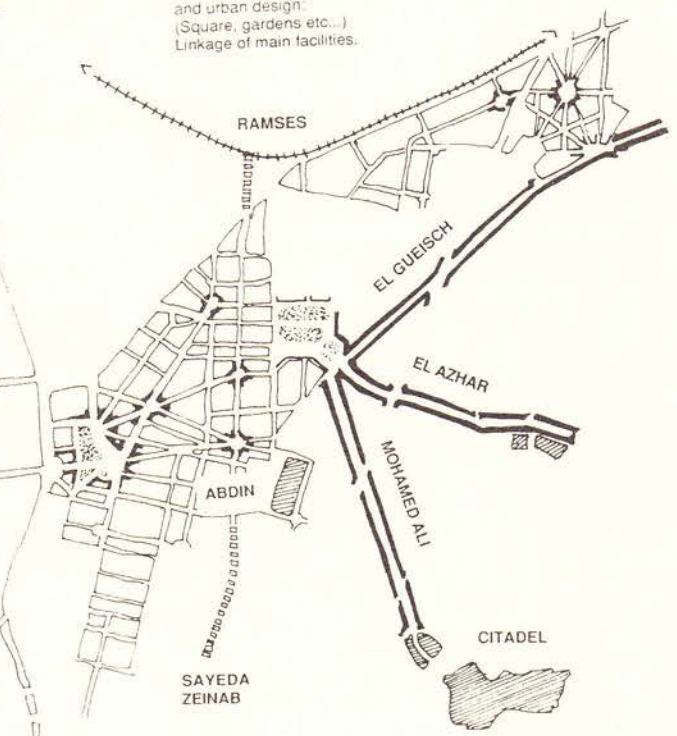 and urban design:
(Square, gardens etc...)
Linkage of main facilities.
RAMSES
EL GUEISCH
EL AZHAR
MOHAMED ALI
ABDIN
CITADEL
SAYEDA
ZEINAB